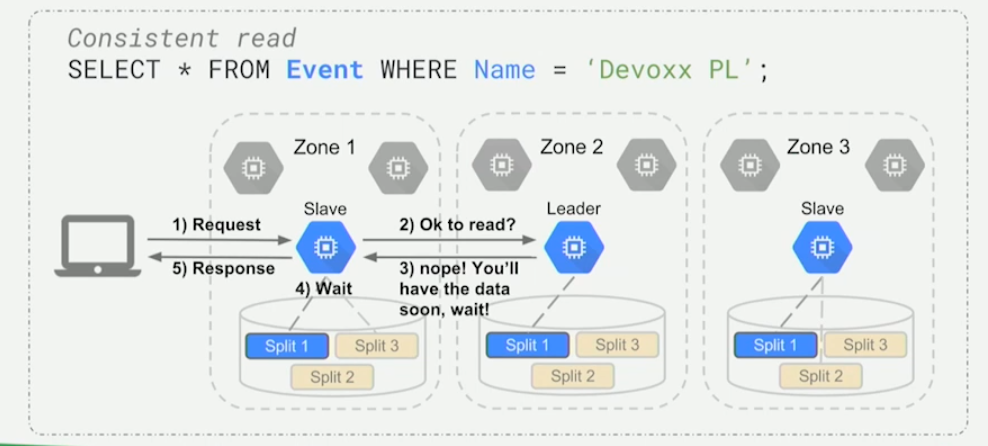 Consistent read
SELECT * FROM Event WHERE Name = ‘Devoxx PL’;
Zone 1
Zone 2
Zone 3
Slave
Leader
Slave
1) Request
2) Ok to read?
5) Response
3) nope! You’ll
have the data
soon, wait!
4) Wait
Split 1
Split 3
Split 2
Split 1
Split 3
Split 2
Split 1
Split 3
Split 2